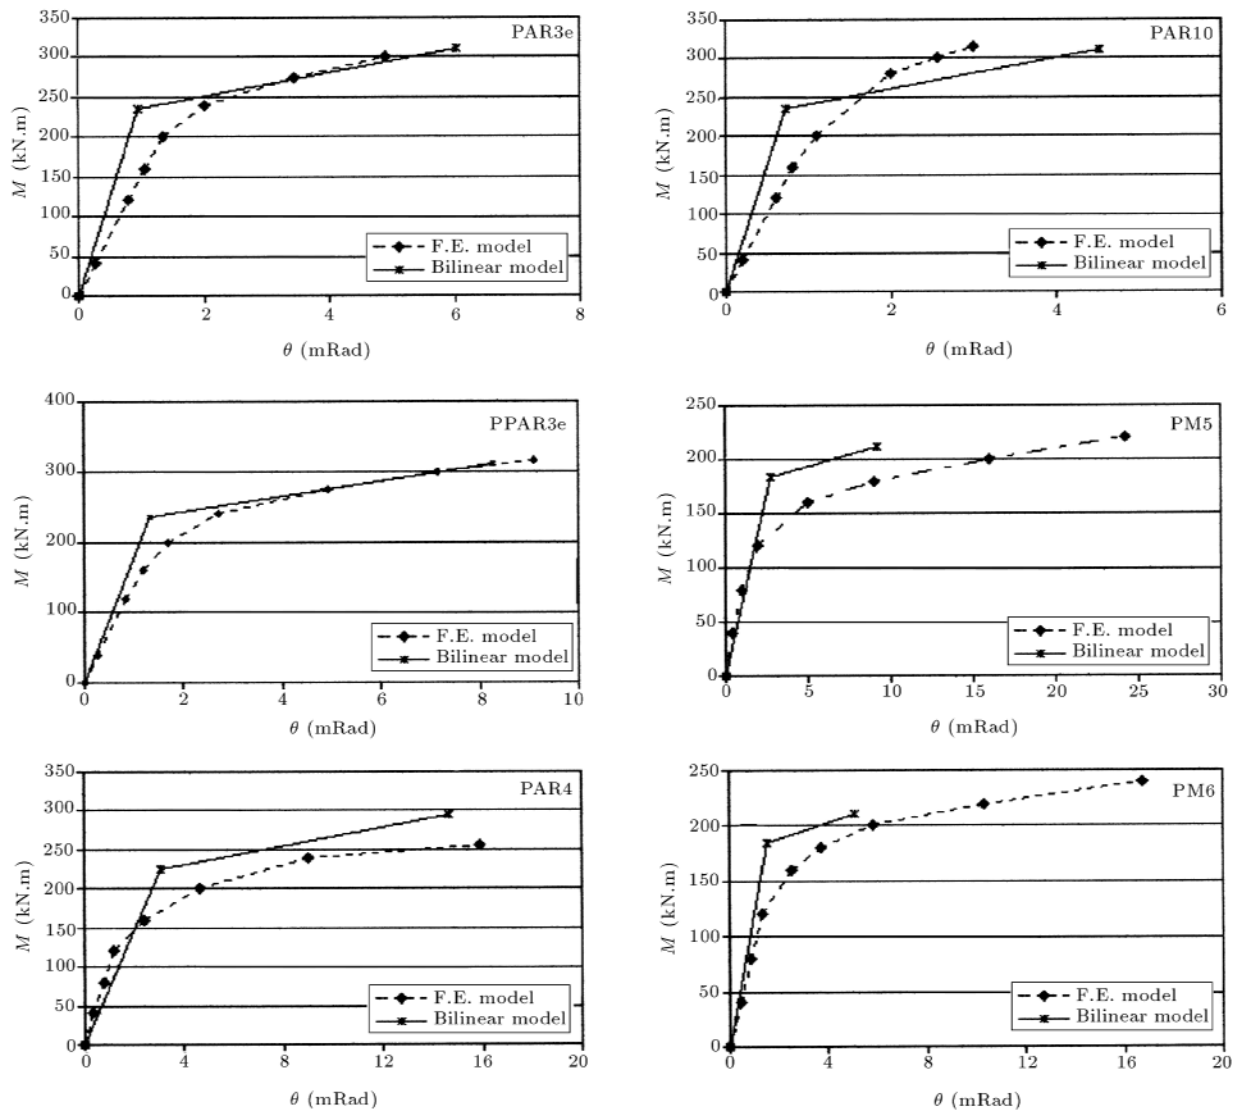 PAR3e
350
300
250
200
150
100
50
0
M (kN.m)
F.E. model
Bilinear model
0 2 4 6 8
θ (mRad)
PAR10
350
300
250
200
150
100
50
0
M (kN.m)
F.E. model
Bilinear model
0 2 4 6
θ (mRad)
PPAR3e
400
300
200
100
0
M (kN.m)
F.E. model
Bilinear model
0 2 4 6 8 10
θ (mRad)
PM5
250
200
150
100
50
0
M (kN.m)
F.E. model
Bilinear model
0 5 10 15 20 25 30
θ (mRad)
PAR4
350
300
250
200
150
100
50
0
M (kN.m)
F.E. model
Bilinear model
0 4 8 12 16 20
θ (mRad)
PM6
250
200
150
100
50
0
M (kN.m)
F.E. model
Bilinear model
0 4 8 12 16 20
θ (mRad)